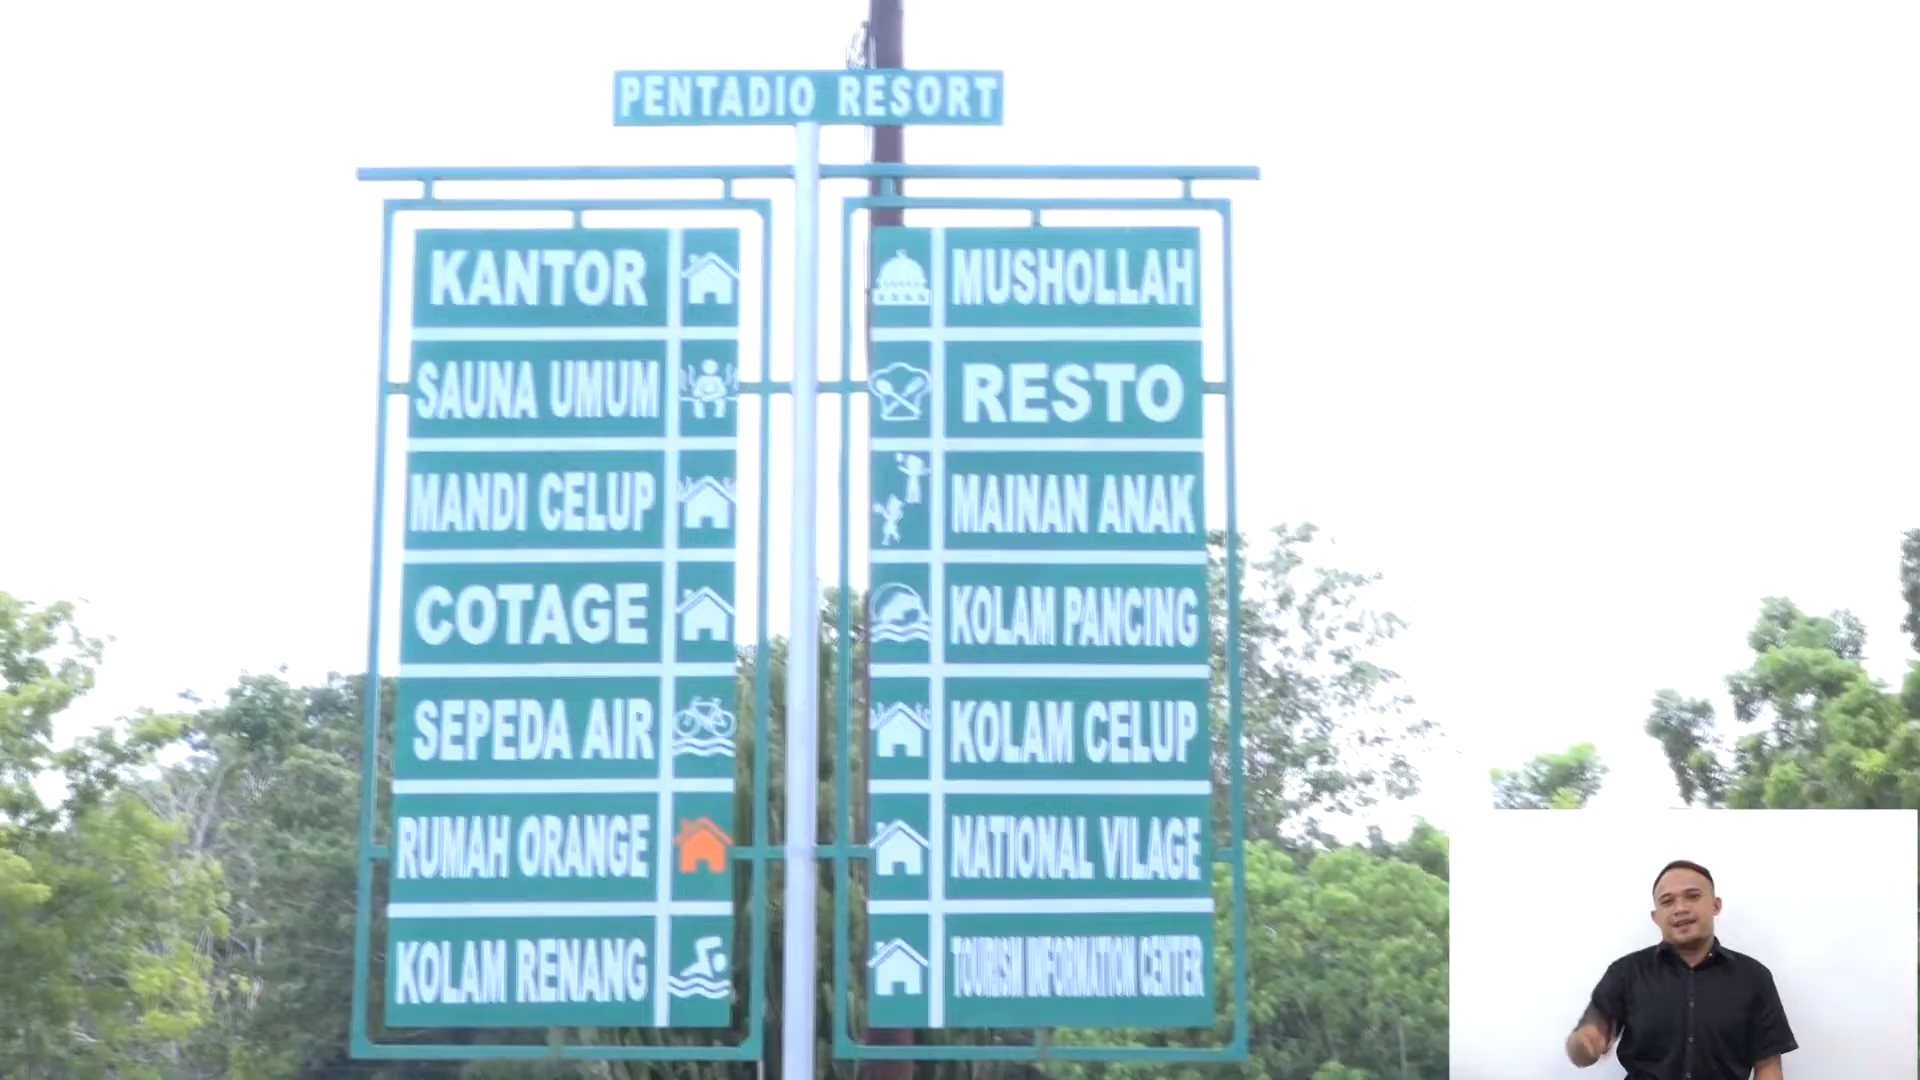 PENTADIO RESORT
KANTOR
SAUNA UMUM
MANDI CELUP
COTAGE
SEPEDA AIR
RUMAH ORANGE
KOLAM RENANG
MUSHOLLAH
RESTO
MAINAN ANAK
KOLAM PANCING
KOLAM CELUP
NATIONAL VILAGE
TOURISM INFORMATION CENTER